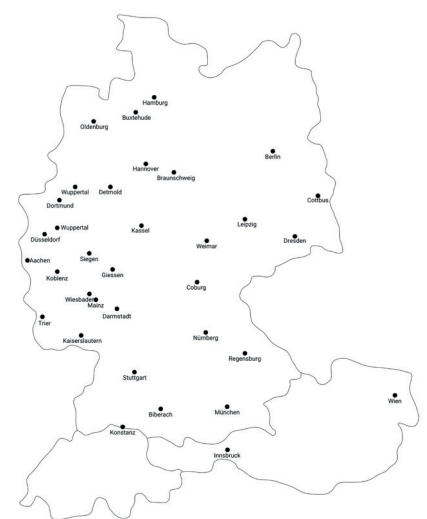 Hamburg
Buxtehude
Oldenburg
Berlin
Hannover
Braunschweig
Wuppertal
Detmold
Cottbus
Dortmund
Leipzig
Kassel
Wuppertal
Düsseldorf
Weimar
Dresden
Aachen
Siegen
Giessen
Koblenz
Coburg
Wiesbaden
Mainz
Darmstadt
Trier
Kaiserslautern
Nürnberg
Regensburg
Stuttgart
Wien
Biberach
München
Konstanz
Innsbruck